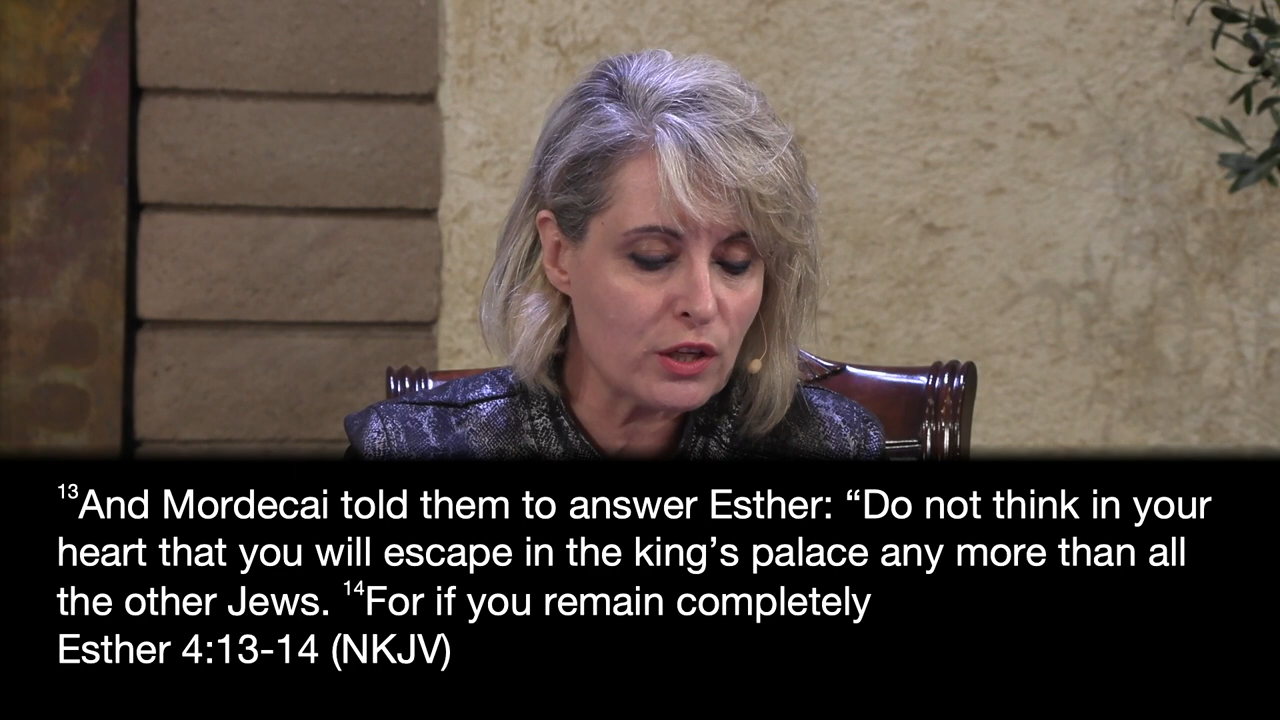 ¹³And Mordecai told them to answer Esther: “Do not think in your
heart that you will escape in the king’s palace any more than all
the other Jews. ¹⁴For if you remain completely
Esther 4:13-14 (NKJV)